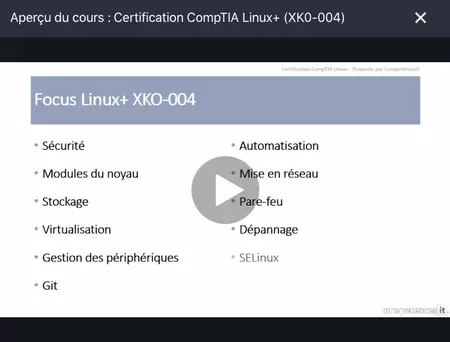 Aperçu du cours : Certification CompTIA Linux+ (XK0-004)
Certification CompTIA Linux+ - Proposée par CompetencesIT
Focus Linux+ XKO-004
• Sécurité
• Modules du noyau
• Stockage
• Virtualisation
• Gestion des périphériques
• Git
• Automatisation
• Mise en réseau
• Pare-feu
• Dépannage
• SELinux
competences it